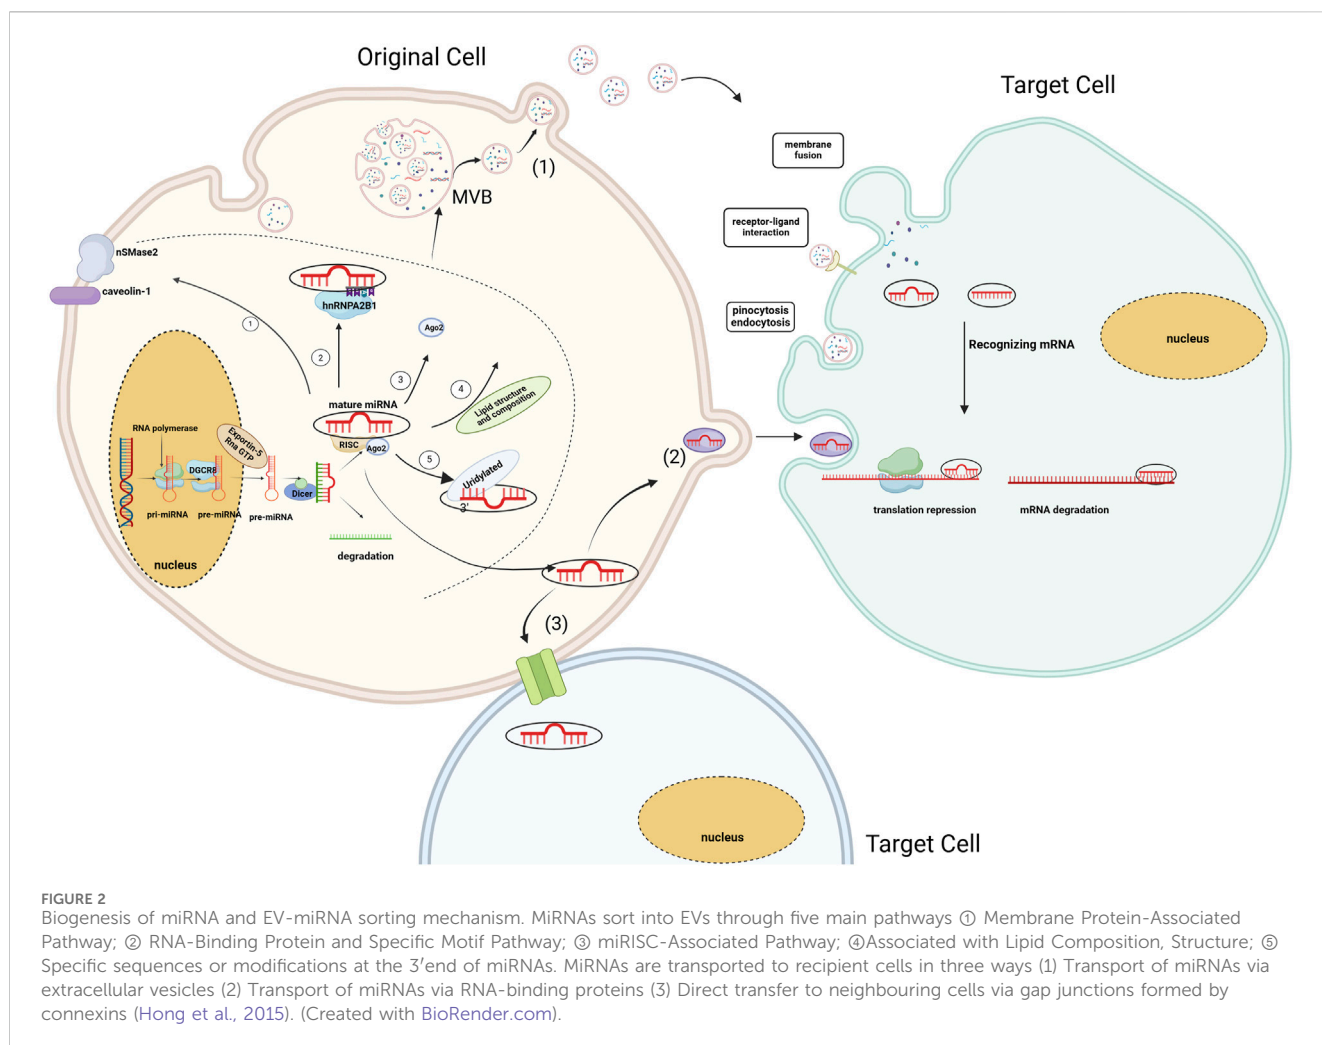 Original Cell
Target Cell
membrane
fusion
(1)
MVB
receptor-ligand
interaction
nSMase2
caveolin-1
hnRNPA2B1
pinocytosis
endocytosis
1
2
Ago2
3
4
Recognizing mRNA
nucleus
mature miRNA
Lipid structure
and composition
RNA polymerase
Exportin-5
Rna GTP
RISC
Ago2
(2)
DGCR8
5
Uridylated
Dicer
3'
pri-miRNA
pre-miRNA
pre-miRNA
translation repression
mRNA degradation
degradation
nucleus
(3)
nucleus
Target Cell
FIGURE 2
Biogenesis of miRNA and EV-miRNA sorting mechanism. MiRNAs sort into EVs through five main pathways ① Membrane Protein-Associated
Pathway; ② RNA-Binding Protein and Specific Motif Pathway; ③ miRISC-Associated Pathway; ④Associated with Lipid Composition, Structure; ⑤
Specific sequences or modifications at the 3′end of miRNAs. MiRNAs are transported to recipient cells in three ways (1) Transport of miRNAs via
extracellular vesicles (2) Transport of miRNAs via RNA-binding proteins (3) Direct transfer to neighbouring cells via gap junctions formed by
connexins (Hong et al., 2015). (Created with BioRender.com).